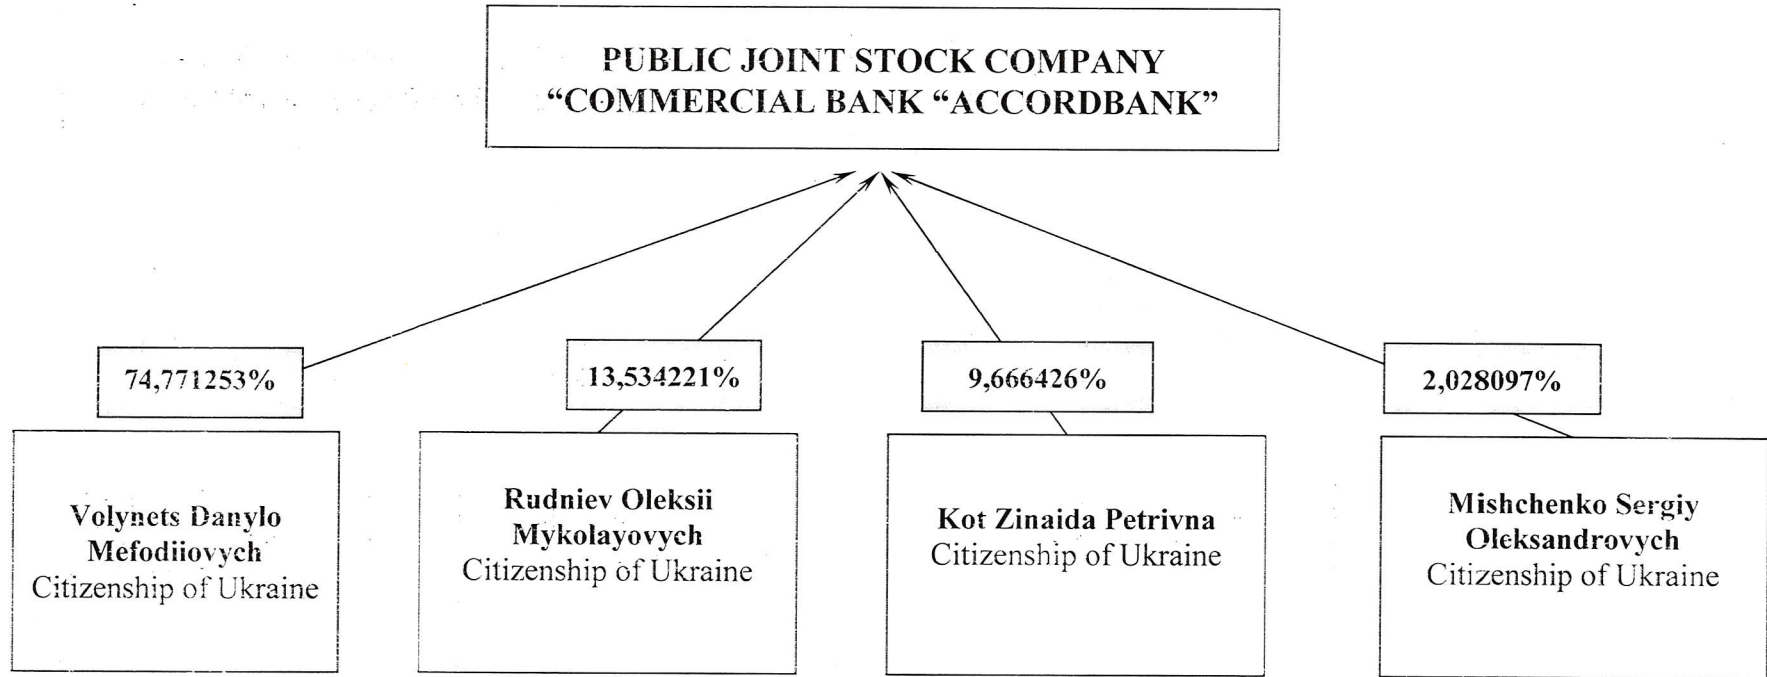 PUBLIC JOINT STOCK COMPANY
“COMMERCIAL BANK “ACCORDBANK”
74,771253%
13,534221%
9,666426%
2,028097%
Volynets Danylo
Mefodiiovych
Citizenship of Ukraine
Rudniev Oleksii
Mykolayovych
Citizenship of Ukraine
Kot Zinaida Petrivna
Citizenship of Ukraine
Mishchenko Sergiy
Oleksandrovych
Citizenship of Ukraine